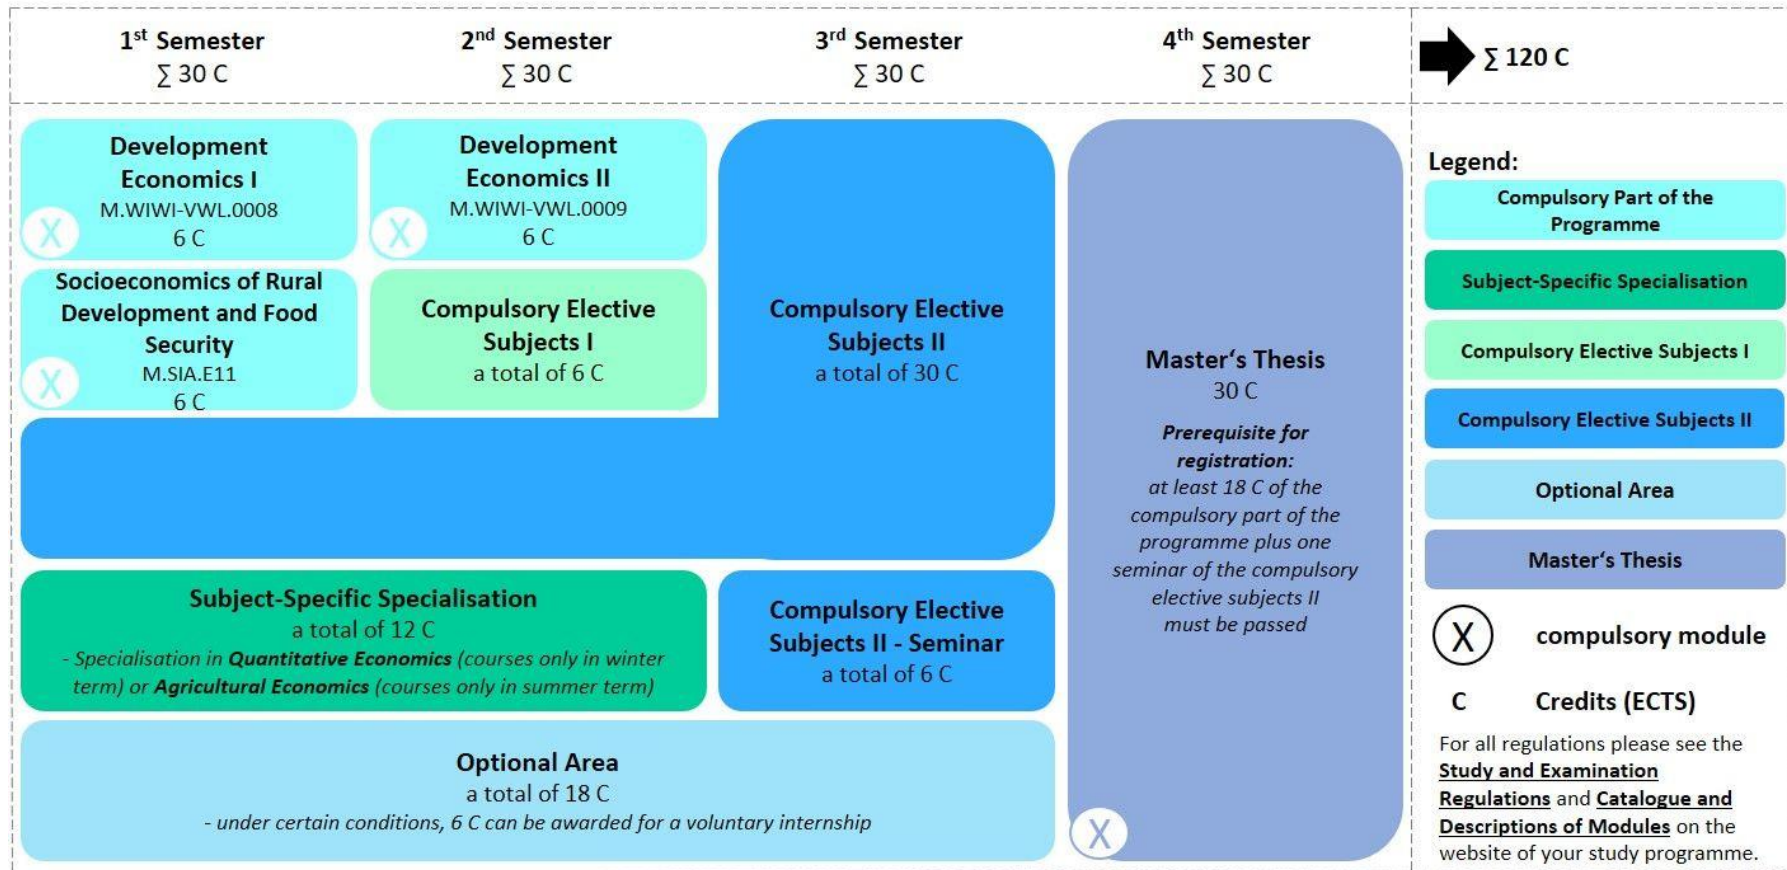 1st Semester
∑ 30 C
2nd Semester
∑ 30 C
3rd Semester
∑ 30 C
4th Semester
∑ 30 C
∑ 120 C
Development
Economics I
M.WIWI-VWL.0008
6 C
X
Development
Economics II
M.WIWI-VWL.0009
6 C
X
Socioeconomics of Rural
Development and Food
Security
M.SIA.E11
6 C
X
Compulsory Elective
Subjects I
a total of 6 C
Compulsory Elective
Subjects II
a total of 30 C
Master‘s Thesis
30 C
Prerequisite for
registration:
at least 18 C of the
compulsory part of the
programme plus one
seminar of the compulsory
elective subjects II
must be passed
X
Subject-Specific Specialisation
a total of 12 C
- Specialisation in Quantitative Economics (courses only in winter
term) or Agricultural Economics (courses only in summer term)
Compulsory Elective
Subjects II - Seminar
a total of 6 C
Optional Area
a total of 18 C
- under certain conditions, 6 C can be awarded for a voluntary internship
Legend:
Compulsory Part of the
Programme
Subject-Specific Specialisation
Compulsory Elective Subjects I
Compulsory Elective Subjects II
Optional Area
Master‘s Thesis
X compulsory module
C Credits (ECTS)
For all regulations please see the
Study and Examination
Regulations and Catalogue and
Descriptions of Modules on the
website of your study programme.